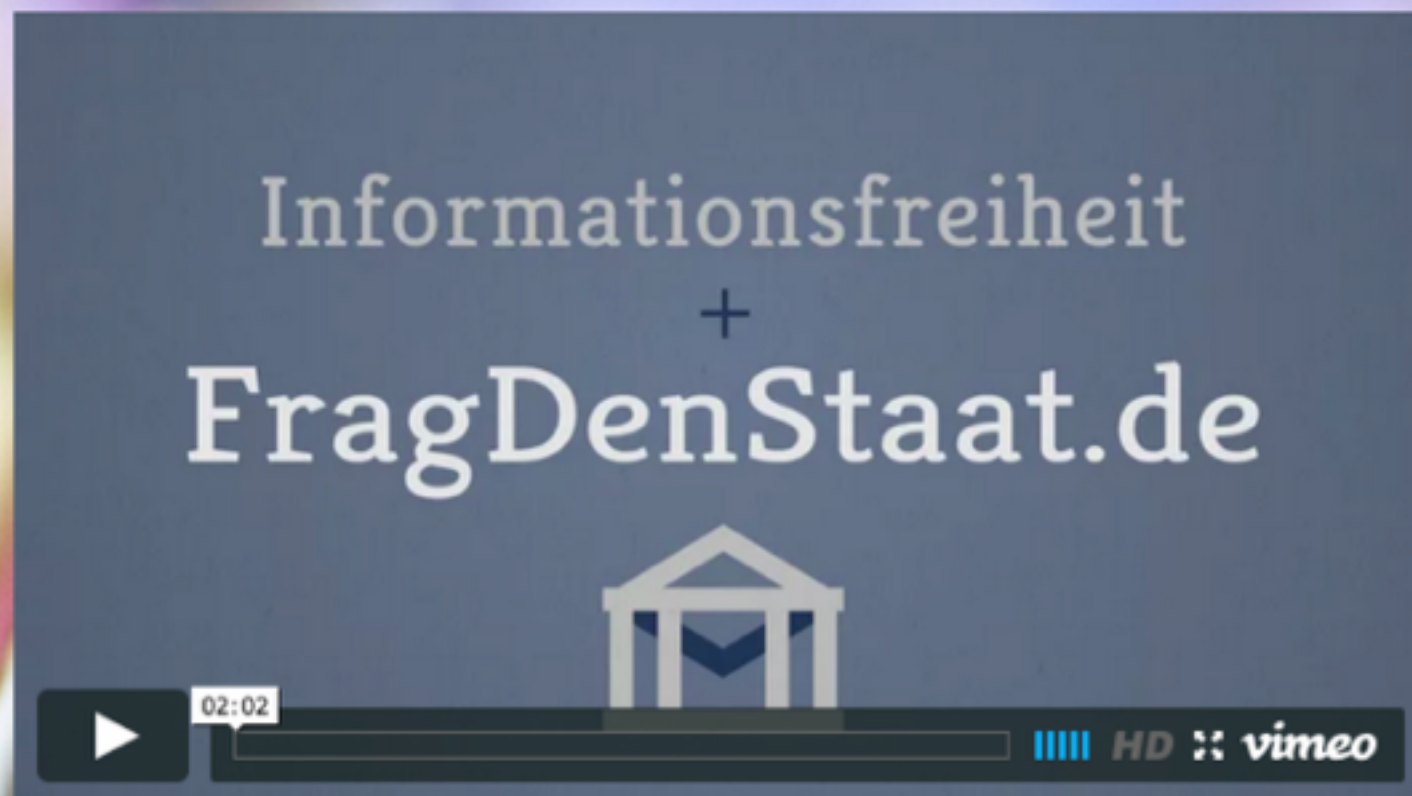 Informationsfreiheit
+
FragDenStaat.de
02:02
HD vimeo